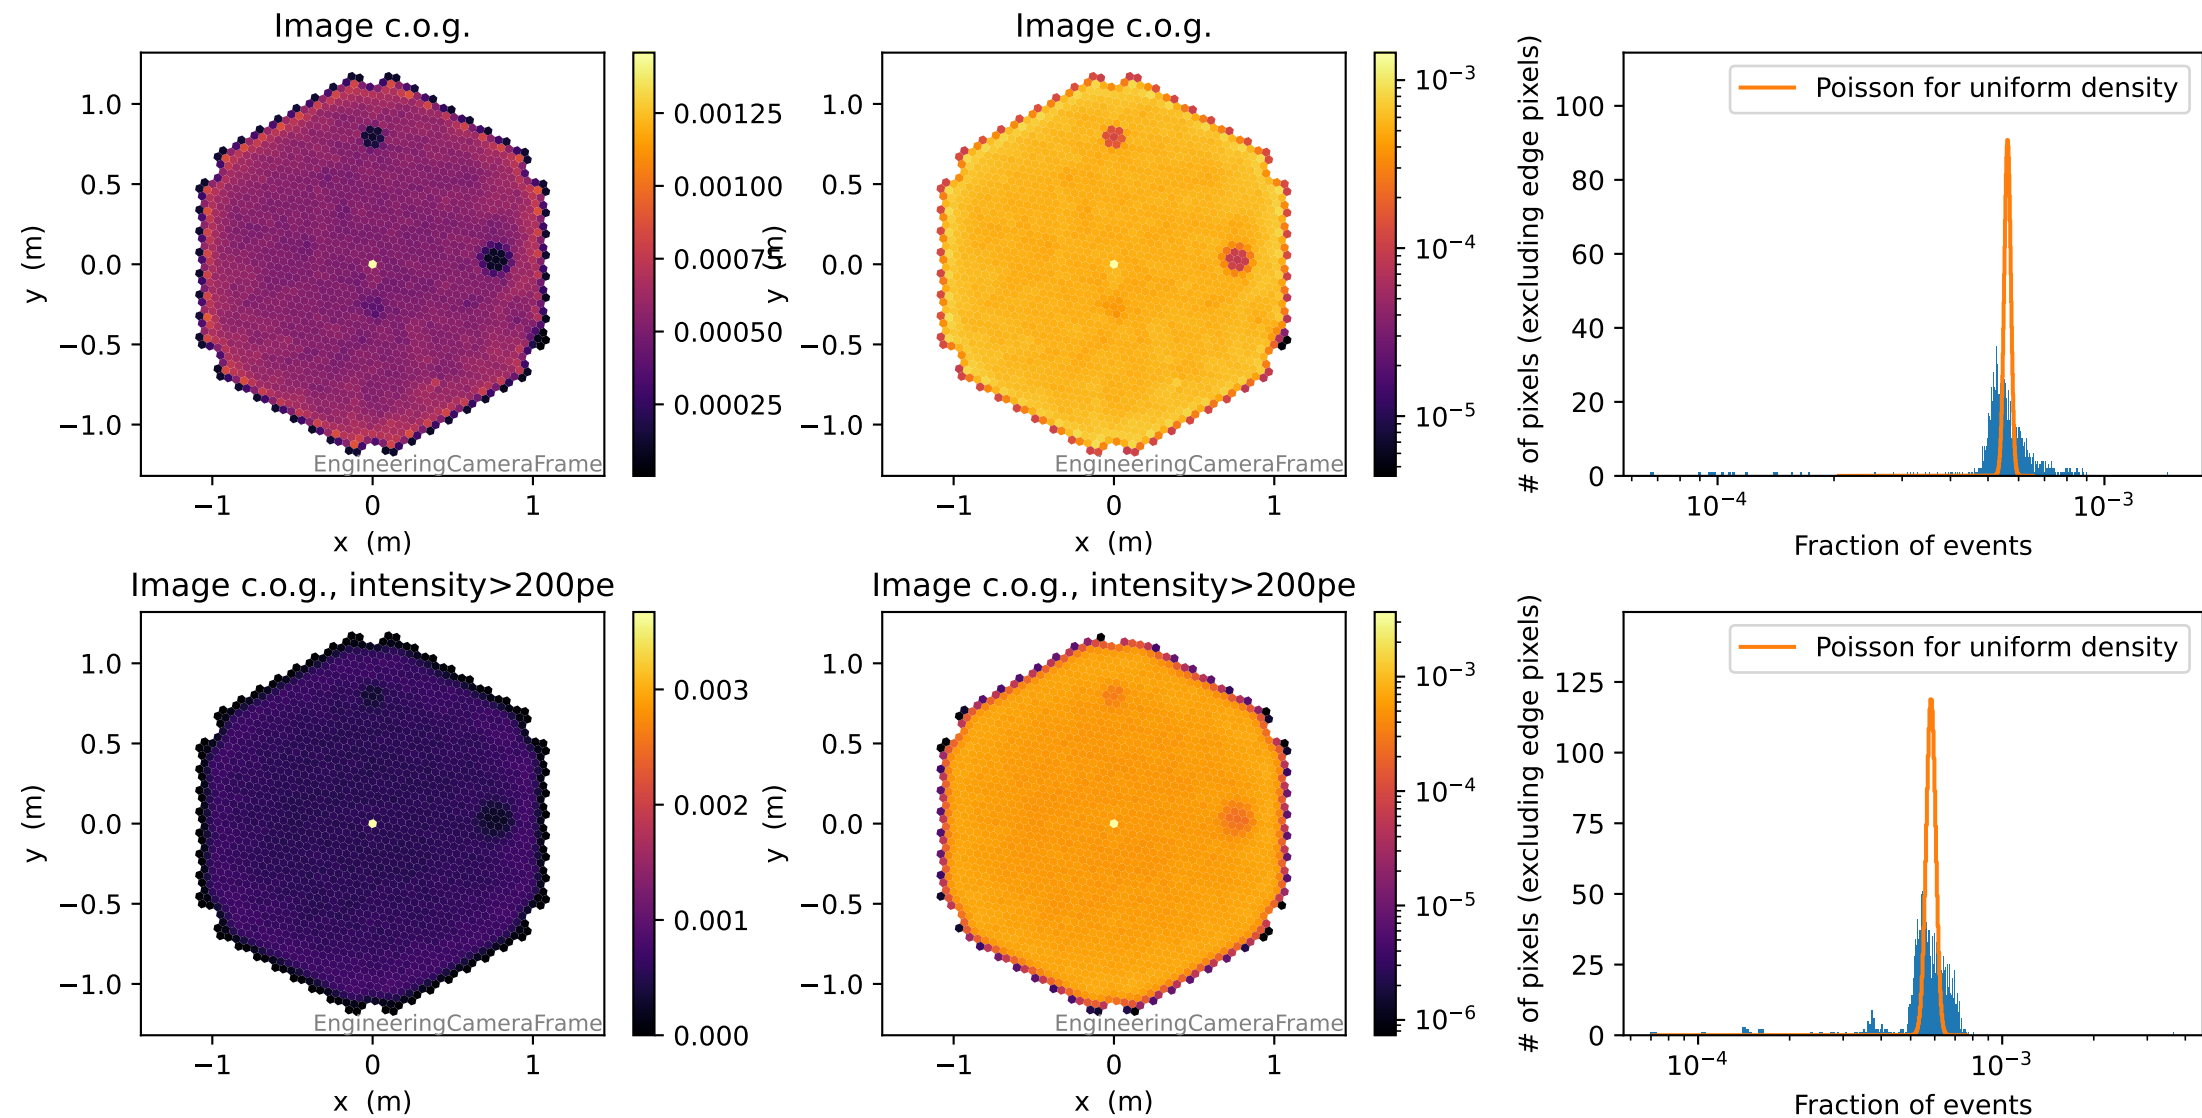 Image c.o.g.
1.0
0.5
0.0
−0.5
−1.0
y (m)
−1
0
1
x (m)
EngineeringCameraFrame
0.00125
0.00100
0.00075
0.00050
0.00025
Image c.o.g.
1.0
0.5
0.0
−0.5
−1.0
y (m)
−1
0
1
x (m)
EngineeringCameraFrame
10⁻³
10⁻⁴
10⁻⁵
Poisson for uniform density
# of pixels (excluding edge pixels)
100
80
60
40
20
0
10⁻⁴
10⁻³
Fraction of events
Image c.o.g., intensity>200pe
1.0
0.5
0.0
−0.5
−1.0
y (m)
−1
0
1
x (m)
EngineeringCameraFrame
0.003
0.002
0.001
0.000
Image c.o.g., intensity>200pe
1.0
0.5
0.0
−0.5
−1.0
y (m)
−1
0
1
x (m)
EngineeringCameraFrame
10⁻³
10⁻⁴
10⁻⁵
10⁻⁶
Poisson for uniform density
# of pixels (excluding edge pixels)
125
100
75
50
25
0
10⁻⁴
10⁻³
Fraction of events